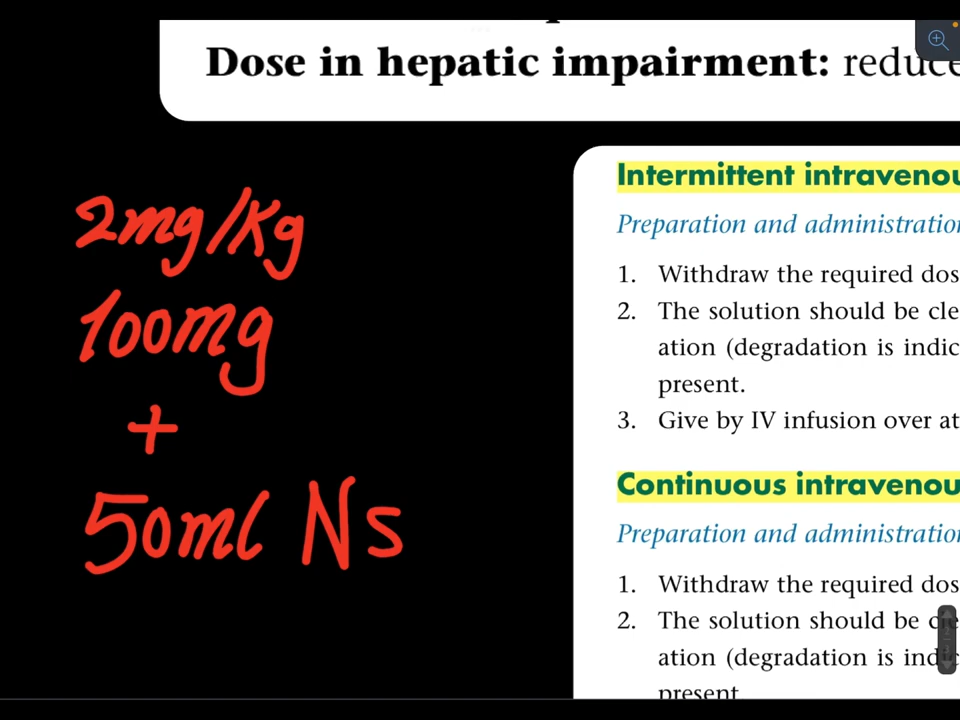 Dose in hepatic impairment: reduce
2mg/Kg
100mg
+
50ml Ns
Intermittent intravenou
Preparation and administration
1. Withdraw the required dos
2. The solution should be cle
ation (degradation is indic
present.
3. Give by IV infusion over at
Continuous intravenou
Preparation and administration
1. Withdraw the required dos
2. The solution should be cle
ation (degradation is indic
present